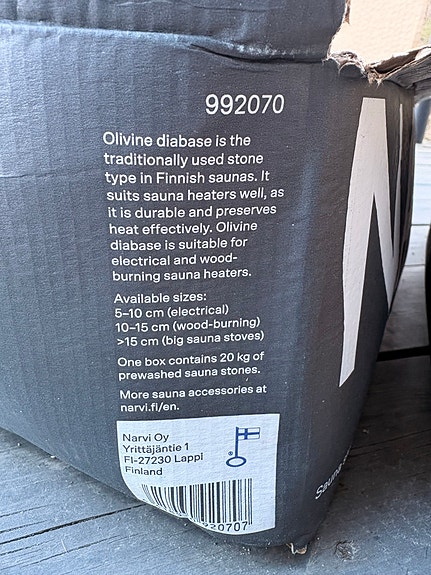 992070
Olivine diabase is the
traditionally used stone
type in Finnish saunas. It
suits sauna heaters well, as
it is durable and preserves
heat effectively. Olivine
diabase is suitable for
electrical and wood-
burning sauna heaters.
Available sizes:
5–10 cm (electrical)
10–15 cm (wood-burning)
>15 cm (big sauna stoves)
One box contains 20 kg of
prewashed sauna stones.
More sauna accessories at
narvi.fi/en.
Narvi Oy
Yrittäjäntie 1
FI-27230 Lappi
Finland
®
920707
N
Sauna